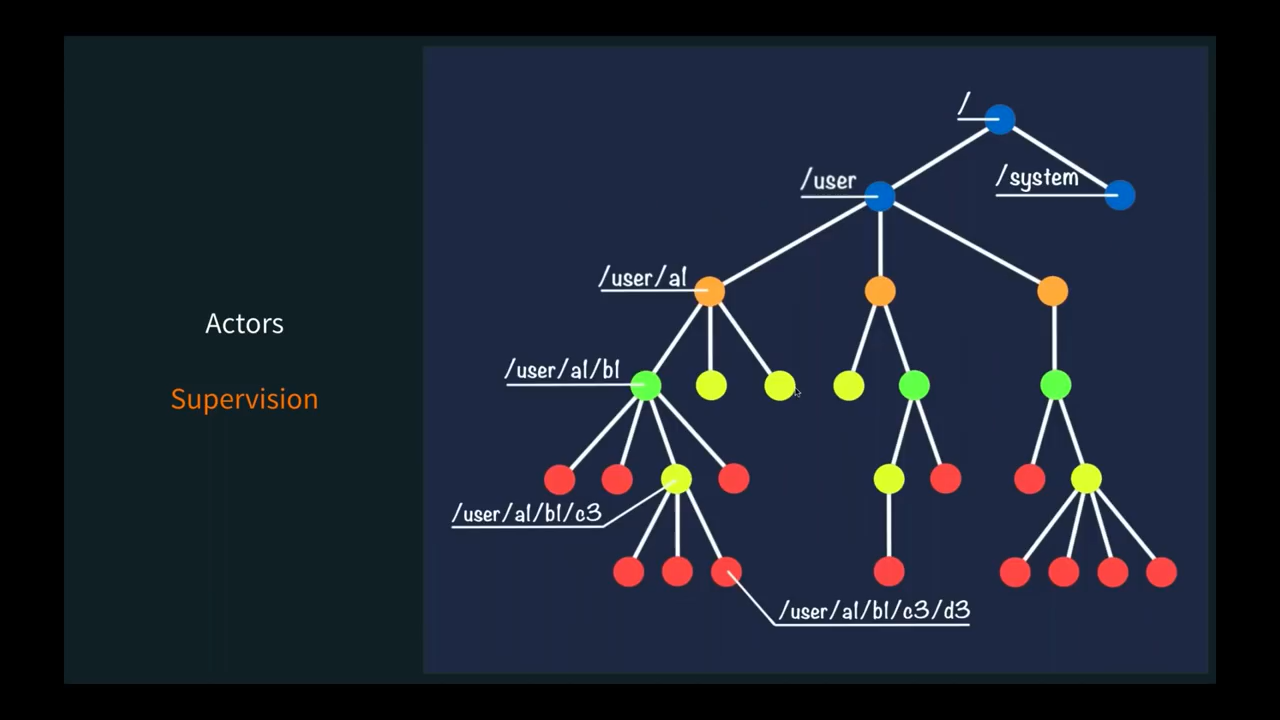 Actors
Supervision
/
/user
/system
/user/a1
/user/a1/b1
/user/a1/b1/c3
/user/a1/b1/c3/d3